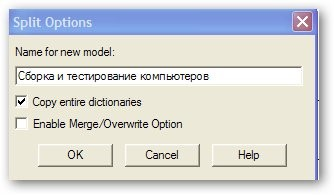 Split Options
Name for new model:
Сборка и тестирование компьютеров
Copy entire dictionaries
Enable Merge/Overwrite Option
OK Cancel Help